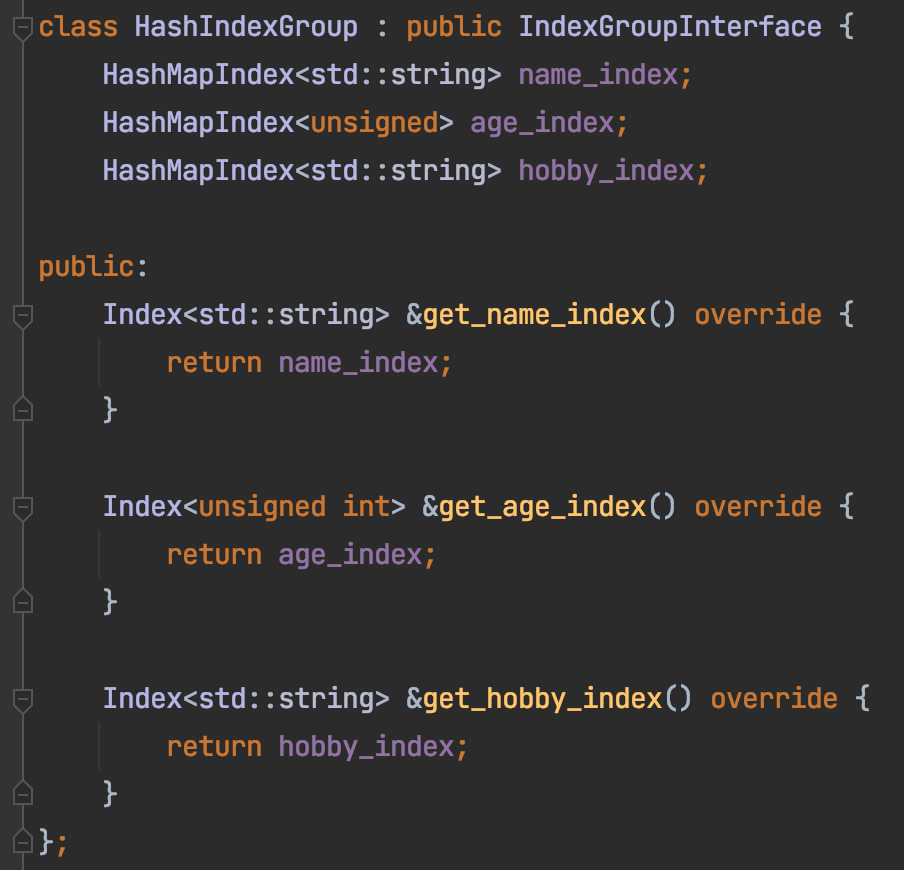 class HashIndexGroup : public IndexGroupInterface {
    HashMapIndex<std::string> name_index;
    HashMapIndex<unsigned> age_index;
    HashMapIndex<std::string> hobby_index;

public:
    Index<std::string> &get_name_index() override {
        return name_index;
    }

    Index<unsigned int> &get_age_index() override {
        return age_index;
    }

    Index<std::string> &get_hobby_index() override {
        return hobby_index;
    }
};